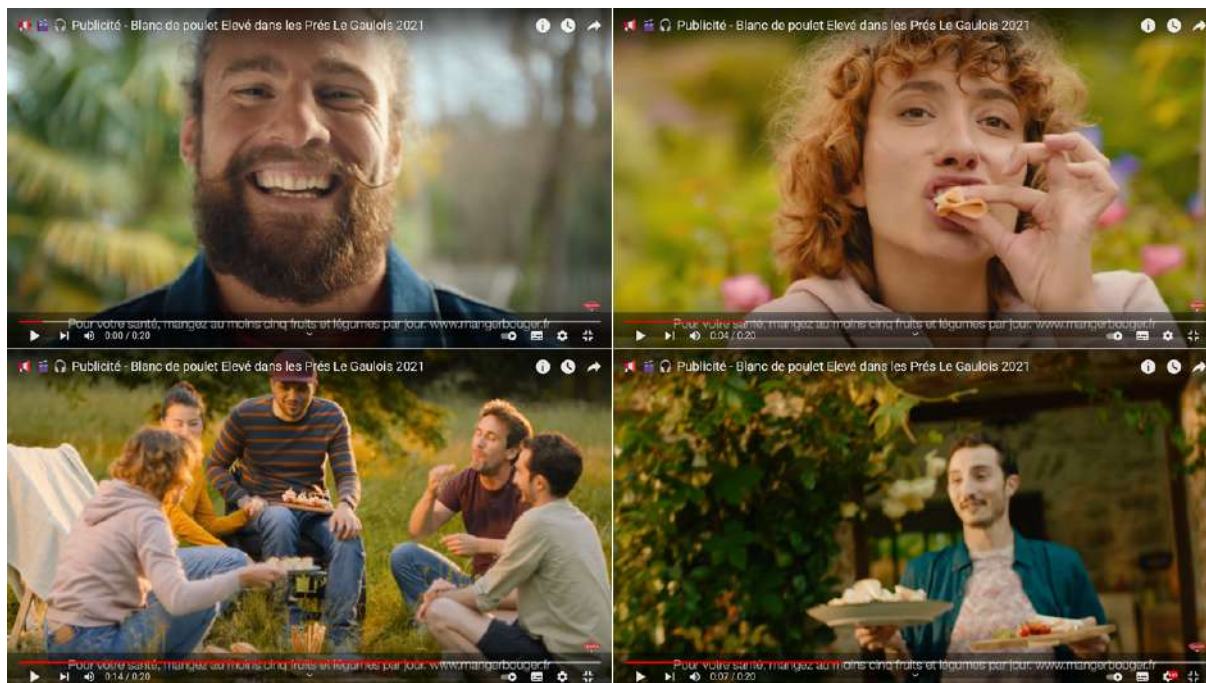 Publicité - Blanc de poulet Elevé dans les Prés Le Gaulois 2021
Pour votre santé, mangez au moins cinq fruits et légumes par jour. www.mangerbouger.fr
0:00 / 0:20
Publicité - Blanc de poulet Elevé dans les Prés Le Gaulois 2021
Pour votre santé, mangez au moins cinq fruits et légumes par jour. www.mangerbouger.fr
0:04 / 0:20
Publicité - Blanc de poulet Elevé dans les Prés Le Gaulois 2021
Pour votre santé, mangez au moins cinq fruits et légumes par jour. www.mangerbouger.fr
0:14 / 0:20
Publicité - Blanc de poulet Elevé dans les Prés Le Gaulois 2021
Pour votre santé, mangez au moins cinq fruits et légumes par jour. www.mangerbouger.fr
0:07 / 0:20